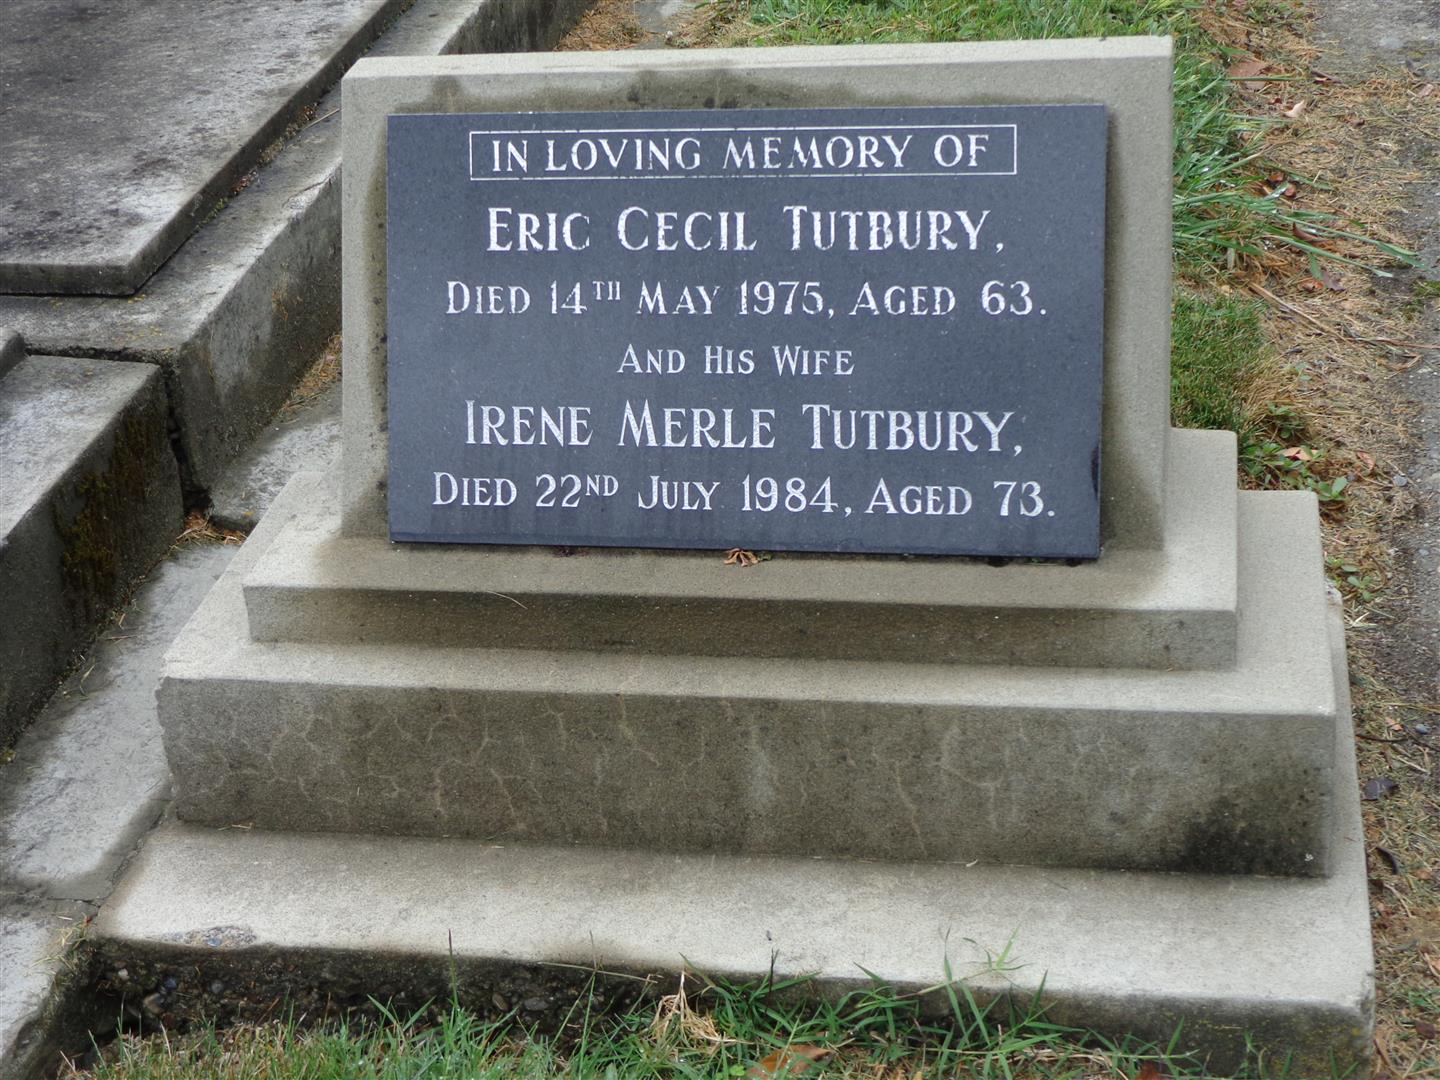 IN LOVING MEMORY OF
ERIC CECIL TUTBURY,
DIED 14TH MAY 1975, AGED 63.
AND HIS WIFE
IRENE MERLE TUTBURY,
DIED 22ND JULY 1984, AGED 73.